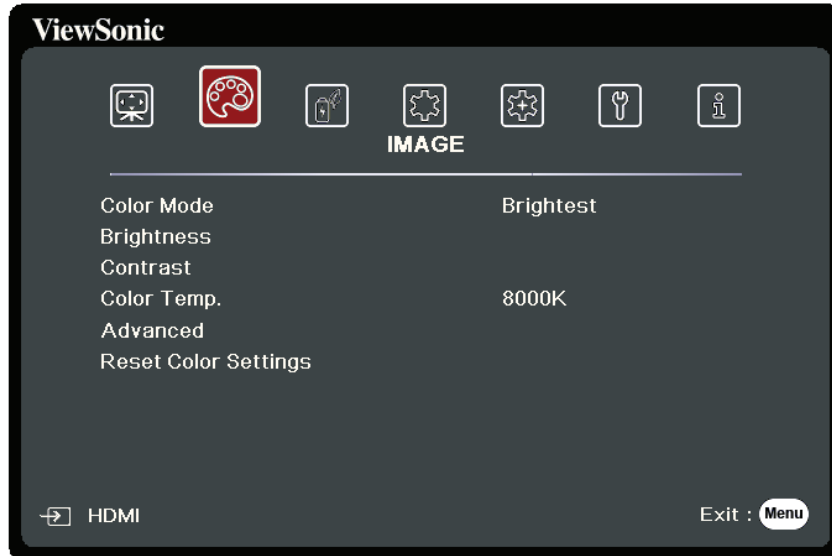 ViewSonic
IMAGE
Color Mode Brightest
Brightness
Contrast
Color Temp. 8000K
Advanced
Reset Color Settings
HDMI Exit : Menu